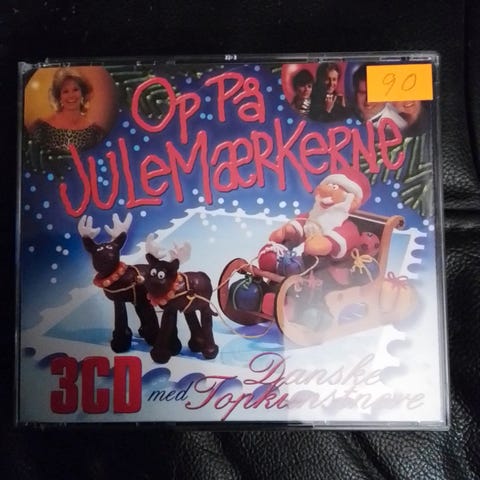 90
Op På
JULEMÆRKERNE
3CD med Danske
Topkunstnere